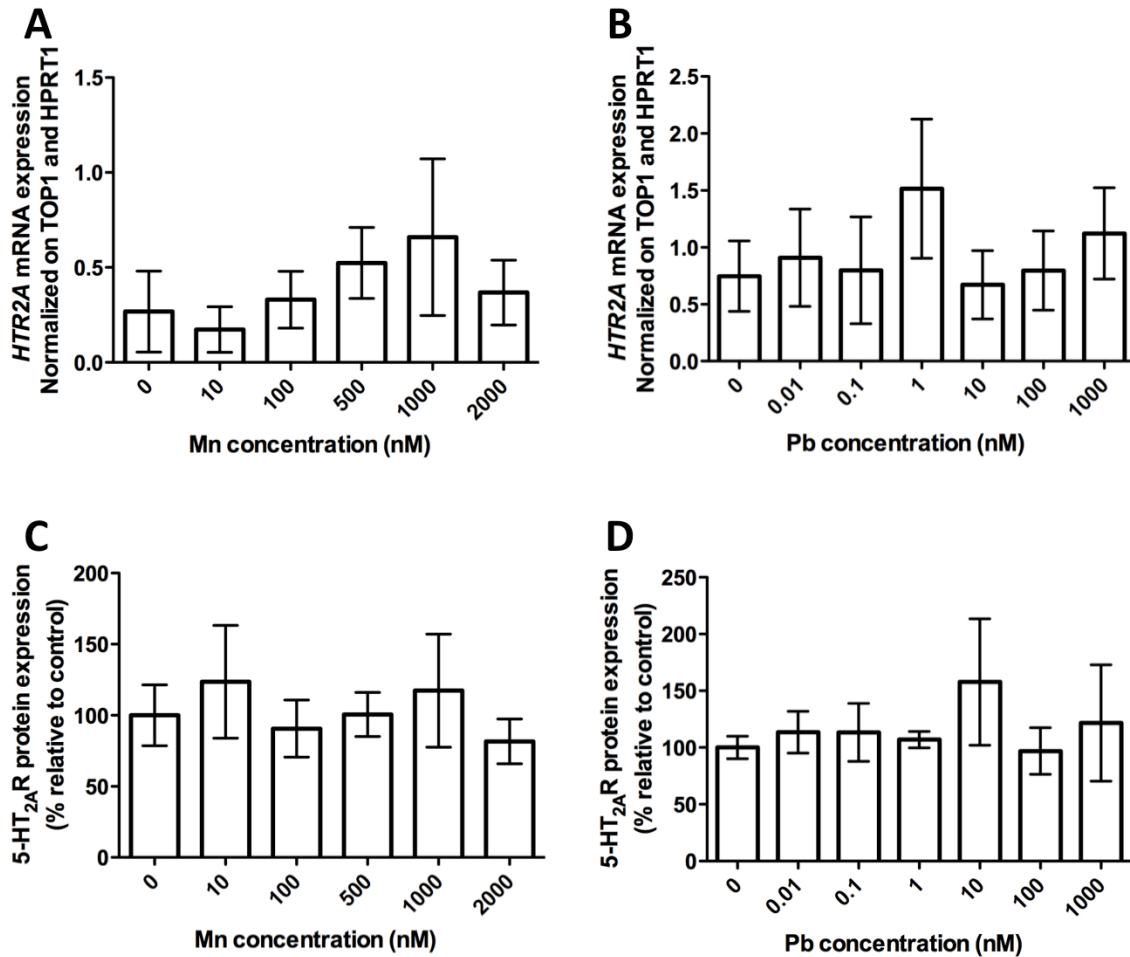 A
HTR2A mRNA expression
Normalized on TOP1 and HPRT1
1.5
1.0
0.5
0.0
0 10 100 500 1000 2000
Mn concentration (nM)
B
HTR2A mRNA expression
Normalized on TOP1 and HPRT1
2.5
2.0
1.5
1.0
0.5
0.0
0 0.01 0.1 1 10 100 1000
Pb concentration (nM)
C
5-HT2AR protein expression
(% relative to control)
200
150
100
50
0
0 10 100 500 1000 2000
Mn concentration (nM)
D
5-HT2AR protein expression
(% relative to control)
250
200
150
100
50
0
0 0.01 0.1 1 10 100 1000
Pb concentration (nM)